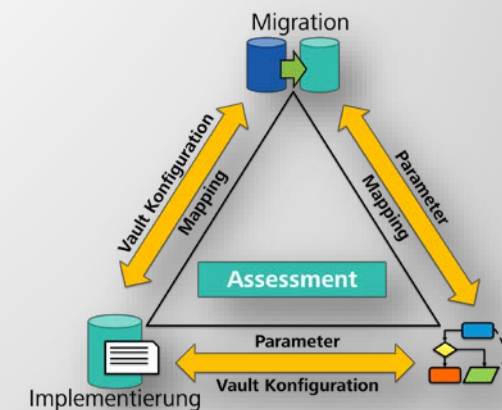 Migration
Vault Konfiguration
Mapping
Parameter
Mapping
Assessment
Parameter
Vault Konfiguration
Implementierung